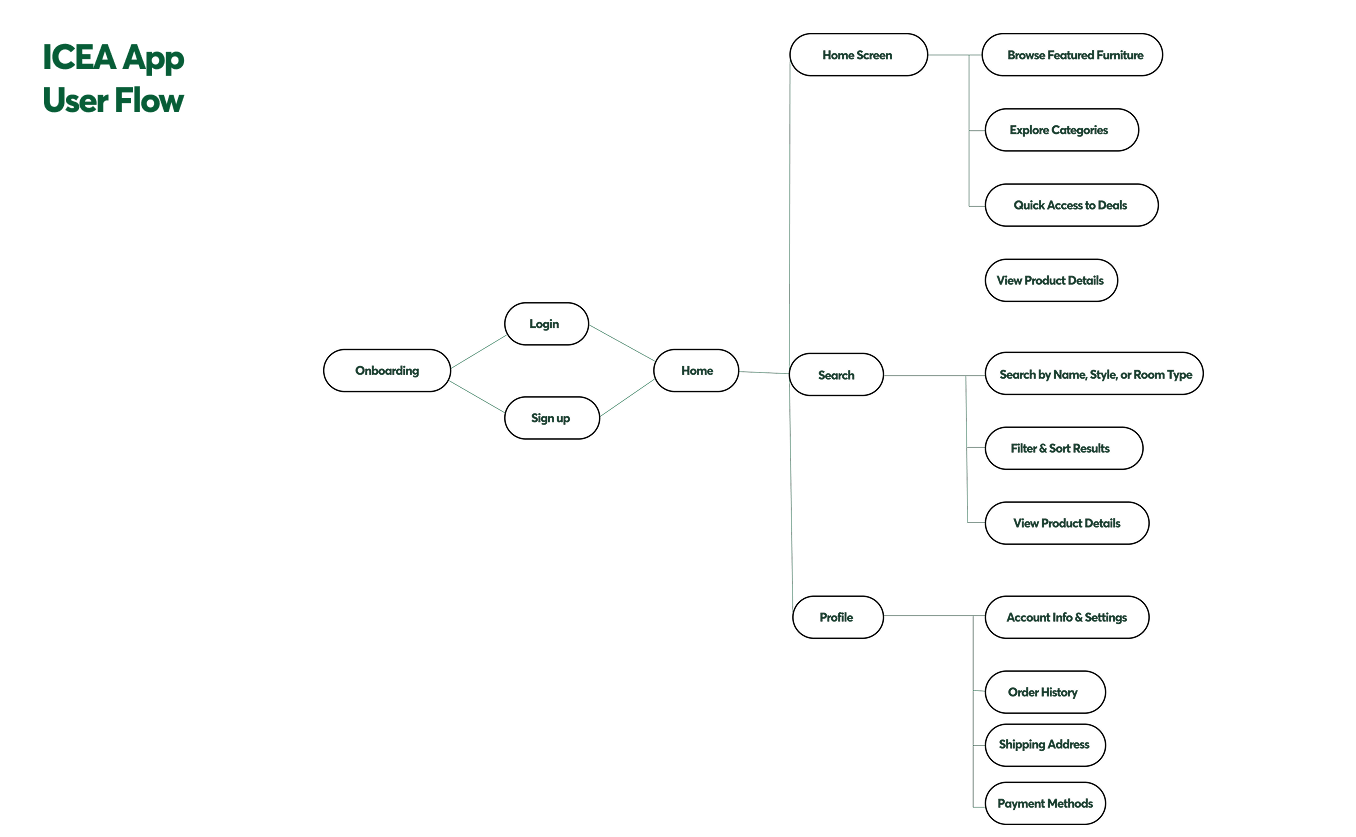 ICEA App
User Flow
Home Screen
Browse Featured Furniture
Explore Categories
Quick Access to Deals
View Product Details
Onboarding
Login
Sign up
Home
Search
Search by Name, Style, or Room Type
Filter & Sort Results
View Product Details
Profile
Account Info & Settings
Order History
Shipping Address
Payment Methods